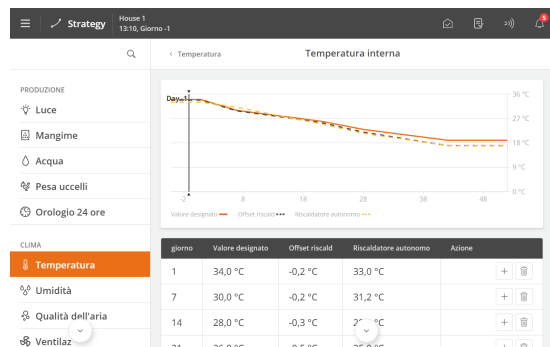 Strategy
House 1
13:10, Giorno -1
5
Temperatura
Temperatura interna
PRODUZIONE
Luce
Mangime
Acqua
Pesa uccelli
Orologio 24 ore
CLIMA
Temperatura
Umidità
Qualità dell'aria
Ventilaz
Day -1
36 °C
27 °C
18 °C
9 °C
0 °C
-2 8 18 28 38 48
Valore designato Offset riscald Riscaldatore autonomo
giorno Valore designato Offset riscald Riscaldatore autonomo Azione
1 34,0 °C -0,2 °C 33,0 °C
7 30,0 °C -0,2 °C 31,2 °C
14 28,0 °C -0,3 °C